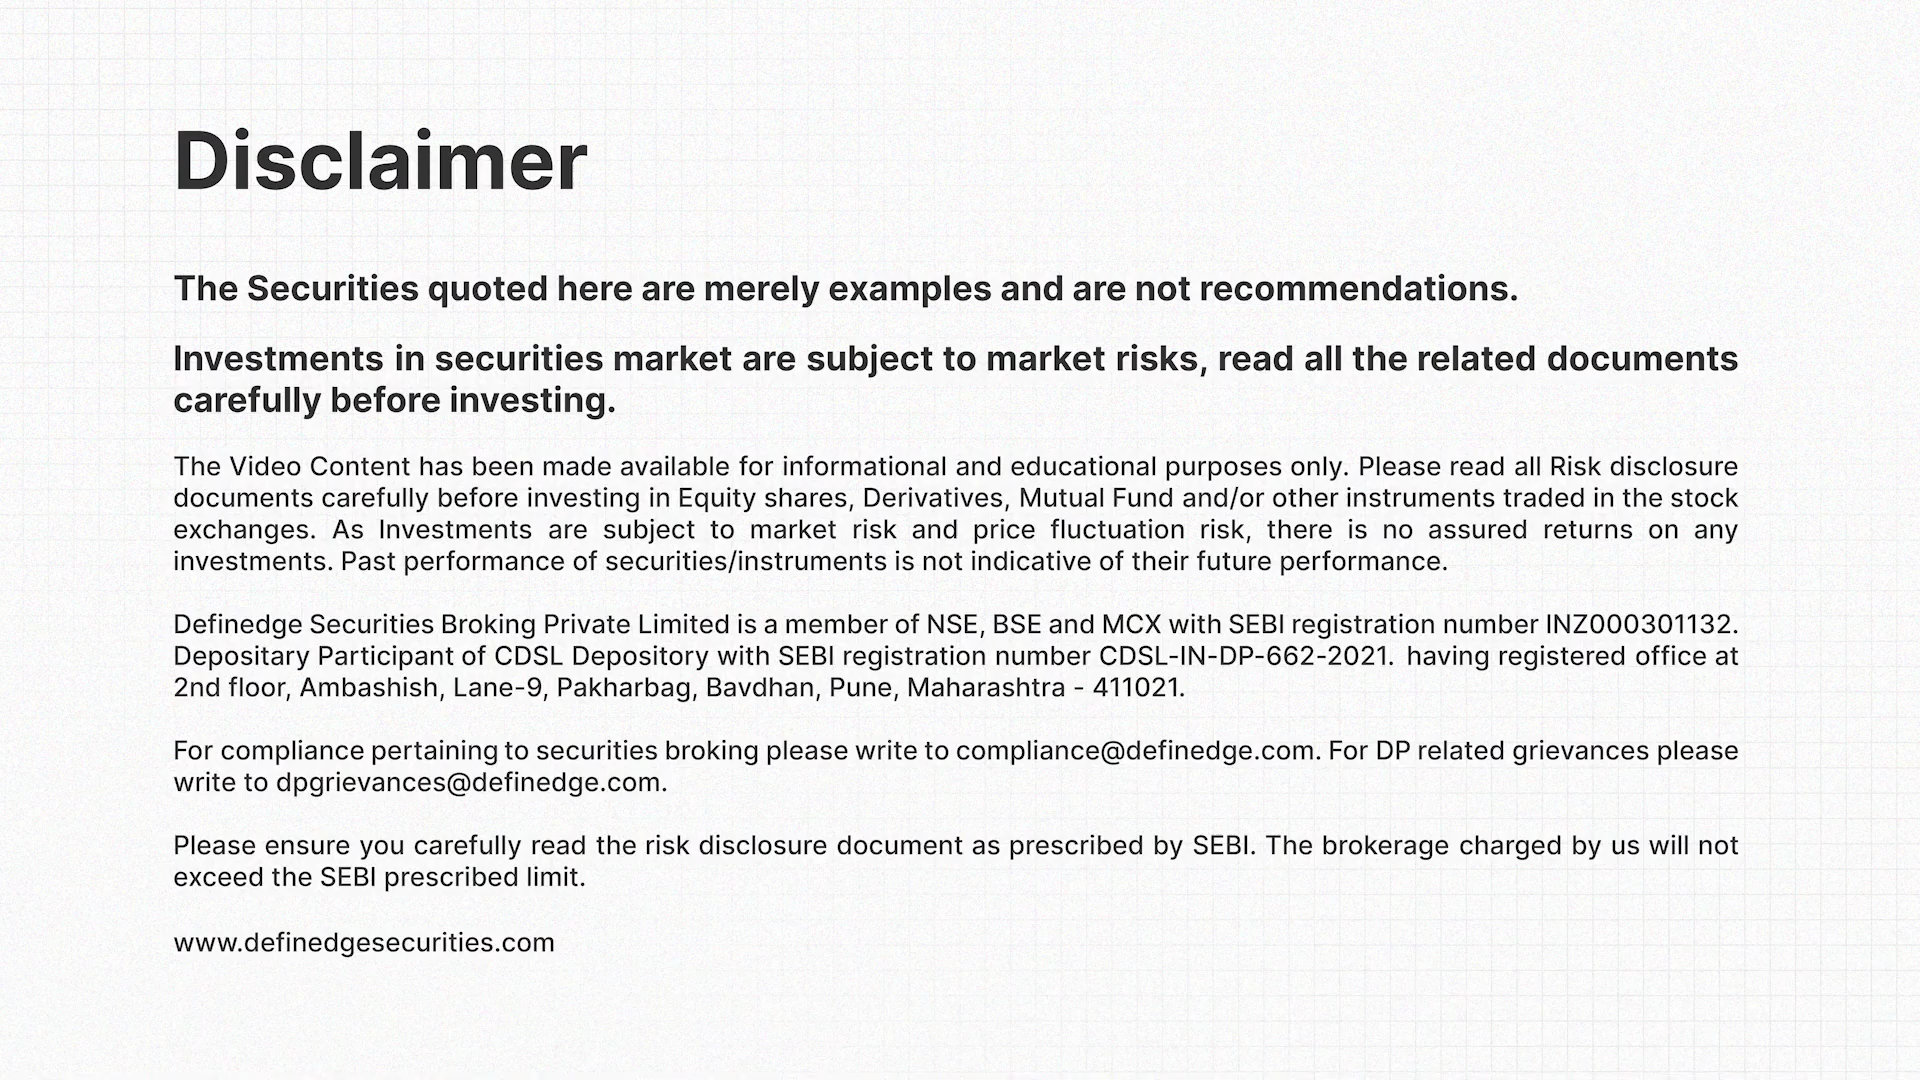 Disclaimer
The Securities quoted here are merely examples and are not recommendations.
Investments in securities market are subject to market risks, read all the related documents
carefully before investing.
The Video Content has been made available for informational and educational purposes only. Please read all Risk disclosure
documents carefully before investing in Equity shares, Derivatives, Mutual Fund and/or other instruments traded in the stock
exchanges. As Investments are subject to market risk and price fluctuation risk, there is no assured returns on any
investments. Past performance of securities/instruments is not indicative of their future performance.
Definedge Securities Broking Private Limited is a member of NSE, BSE and MCX with SEBI registration number INZ000301132.
Depositary Participant of CDSL Depository with SEBI registration number CDSL-IN-DP-662-2021. having registered office at
2nd floor, Ambashish, Lane-9, Pakharbag, Bavdhan, Pune, Maharashtra - 411021.
For compliance pertaining to securities broking please write to compliance@definedge.com. For DP related grievances please
write to dpgrievances@definedge.com.
Please ensure you carefully read the risk disclosure document as prescribed by SEBI. The brokerage charged by us will not
exceed the SEBI prescribed limit.
www.definedgesecurities.com